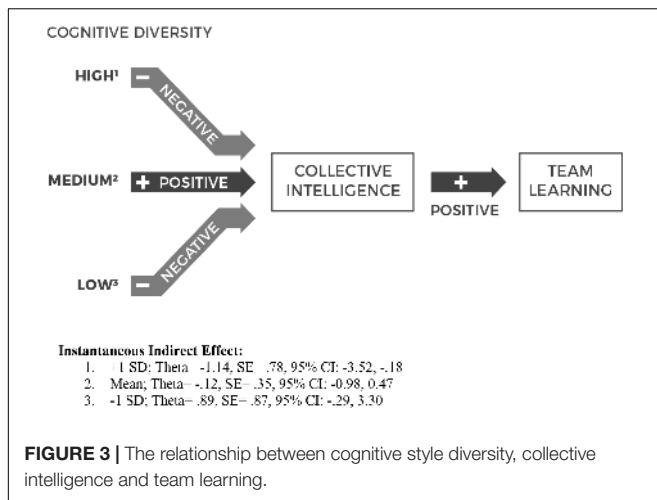 COGNITIVE DIVERSITY
HIGH¹
− NEGATIVE
MEDIUM²
+ POSITIVE
COLLECTIVE
INTELLIGENCE
+
POSITIVE
TEAM
LEARNING
LOW³
− NEGATIVE
Instantaneous Indirect Effect:
1. +1 SD; Theta −1.14, SE .78, 95% CI: -3.52, -.18
2. Mean; Theta= -.12, SE= .35, 95% CI: -0.98, 0.47
3. -1 SD; Theta= .89, SE= .87, 95% CI: -.29, 3.30
FIGURE 3 | The relationship between cognitive style diversity, collective
intelligence and team learning.